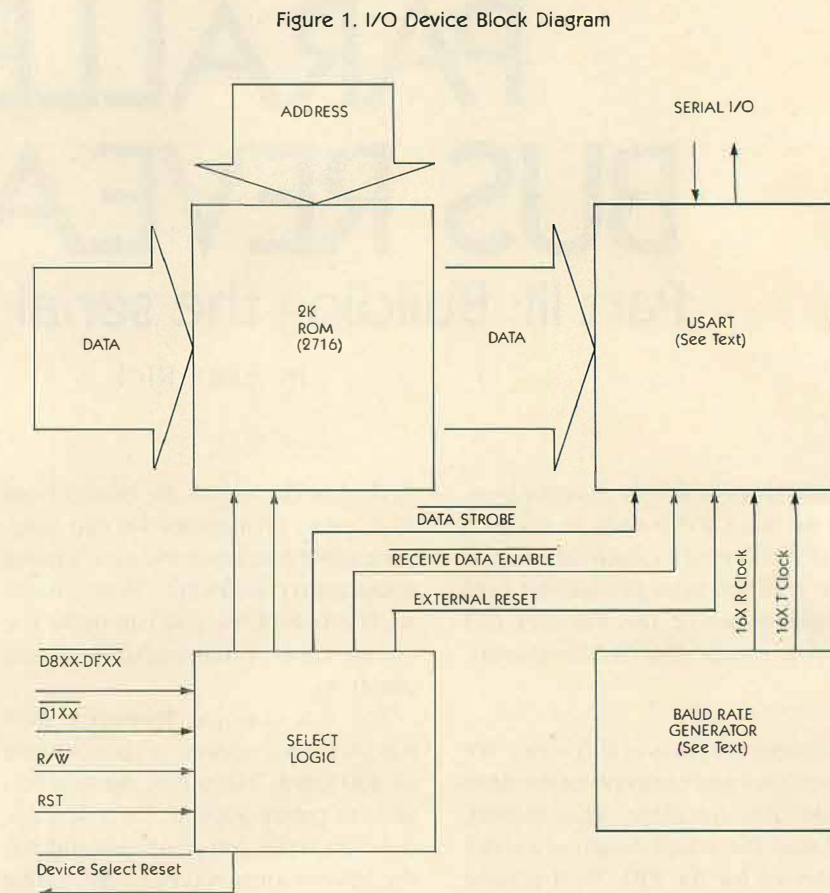 Figure 1. I/O Device Block Diagram
ADDRESS
SERIAL I/O
DATA
2K
ROM
(2716)
DATA
USART
(See Text)
DATA STROBE
RECEIVE DATA ENABLE
EXTERNAL RESET
16X R Clock
16X T Clock
D8XX-DFXX
D1XX
R/W
RST
Device Select Reset
SELECT
LOGIC
BAUD RATE
GENERATOR
(See Text)